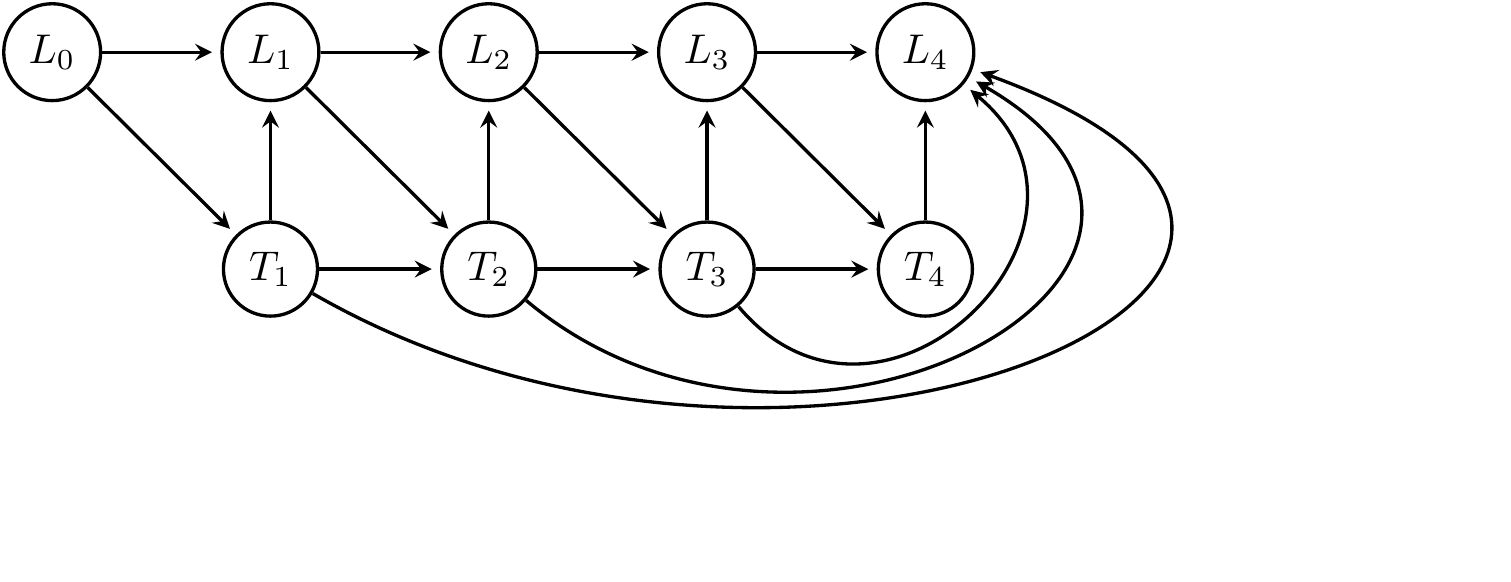 L₀ L₁ L₂ L₃ L₄
T₁ T₂ T₃ T₄